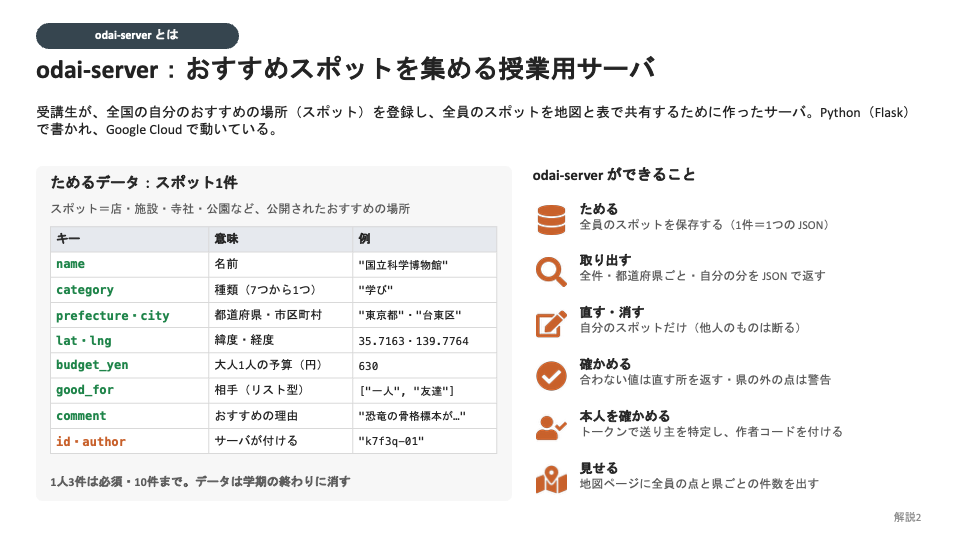 odai-server とは
odai-server：おすすめスポットを集める授業用サーバ
受講生が、全国の自分のおすすめの場所（スポット）を登録し、全員のスポットを地図と表で共有するために作ったサーバ。Python（Flask）
で書かれ、Google Cloud で動いている。
ためるデータ：スポット1件
スポット＝店・施設・寺社・公園など、公開されたおすすめの場所
キー 意味 例
name 名前 "国立科学博物館"
category 種類（7つから1つ） "学び"
prefecture・city 都道府県・市区町村 "東京都"・"台東区"
lat・lng 緯度・経度 35.7163・139.7764
budget_yen 大人1人の予算（円） 630
good_for 相手（リスト型） ["一人", "友達"]
comment おすすめの理由 "恐竜の骨格標本が…"
id・author サーバが付ける "k7f3q-01"
1人3件は必須・10件まで。データは学期の終わりに消す
odai-server ができること
ためる
全員のスポットを保存する（1件＝1つの JSON）
取り出す
全件・都道府県ごと・自分の分を JSON で返す
直す・消す
自分のスポットだけ（他人のものは断る）
確かめる
合わない値は直す所を返す・県の外の点は警告
本人を確かめる
トークンで送り主を特定し、作者コードを付ける
見せる
地図ページに全員の点と県ごとの件数を出す
解説2